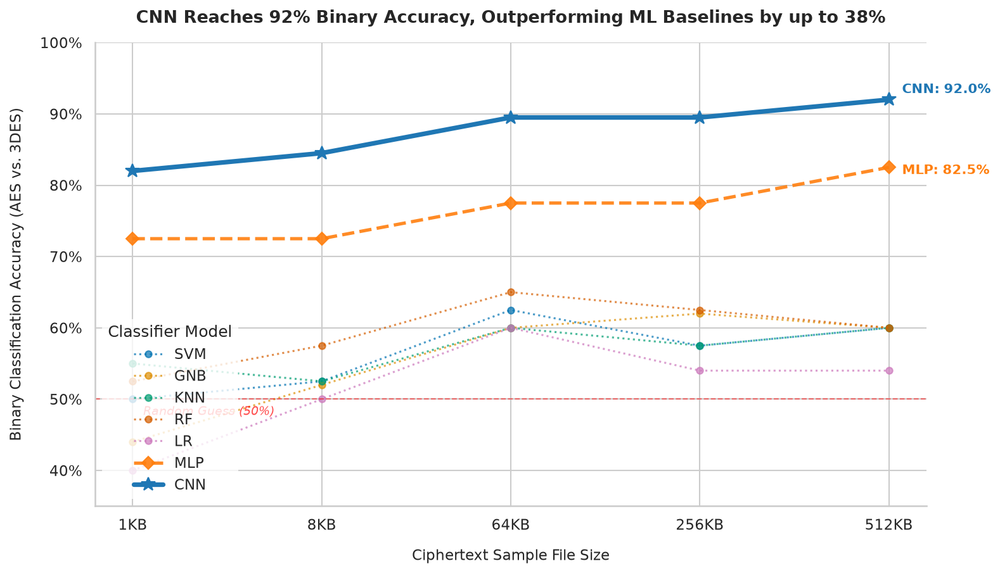 CNN Reaches 92% Binary Accuracy, Outperforming ML Baselines by up to 38%
100%
90%
80%
70%
60%
50%
40%
Binary Classification Accuracy (AES vs. 3DES)
CNN: 92.0%
MLP: 82.5%
Classifier Model
SVM
GNB
KNN
RF
LR
MLP
CNN
Random Guess (50%)
1KB
8KB
64KB
256KB
512KB
Ciphertext Sample File Size